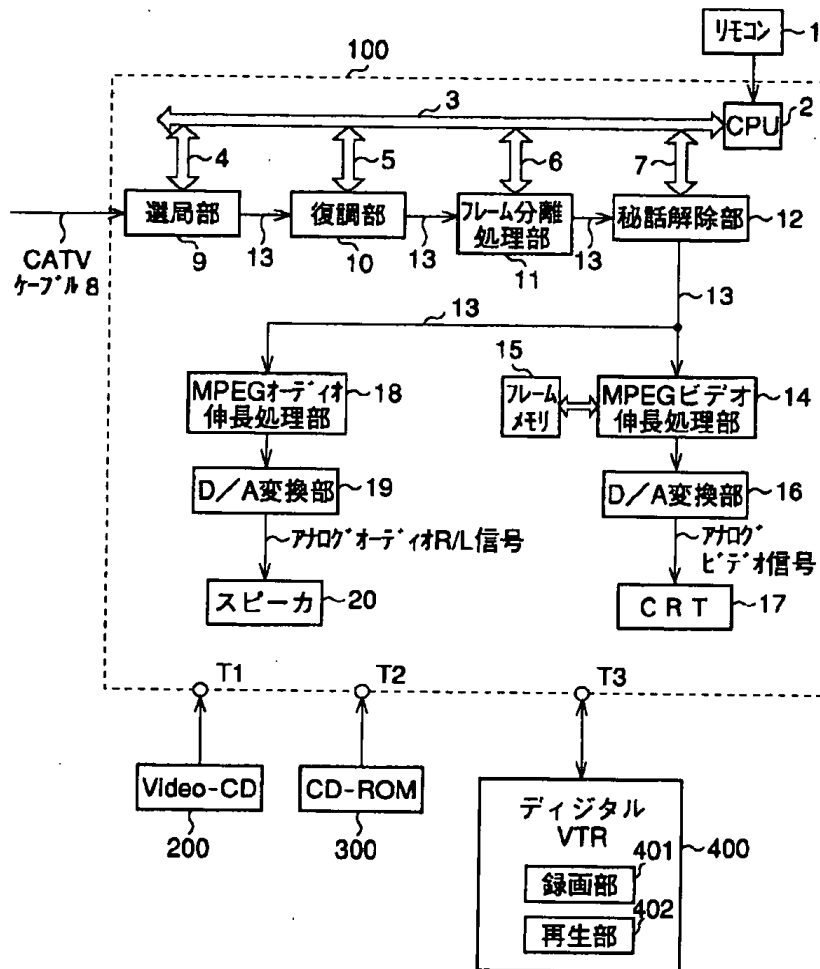 リモコン
1
100
3
CPU
2
4
5
6
7
選局部
復調部
フレーム分離
処理部
秘話解除部
12
9
13
10
13
11
13
CATV
ケーブル 8
13
13
15
MPEGオーディオ
伸長処理部
18
フレーム
メモリ
MPEGビデオ
伸長処理部
14
D/A変換部
19
D/A変換部
16
アナログオーディオR/L信号
アナログ
ビデオ信号
スピーカ
20
CRT
17
T1
T2
T3
Video-CD
200
CD-ROM
300
ディジタル
VTR
400
401
録画部
402
再生部